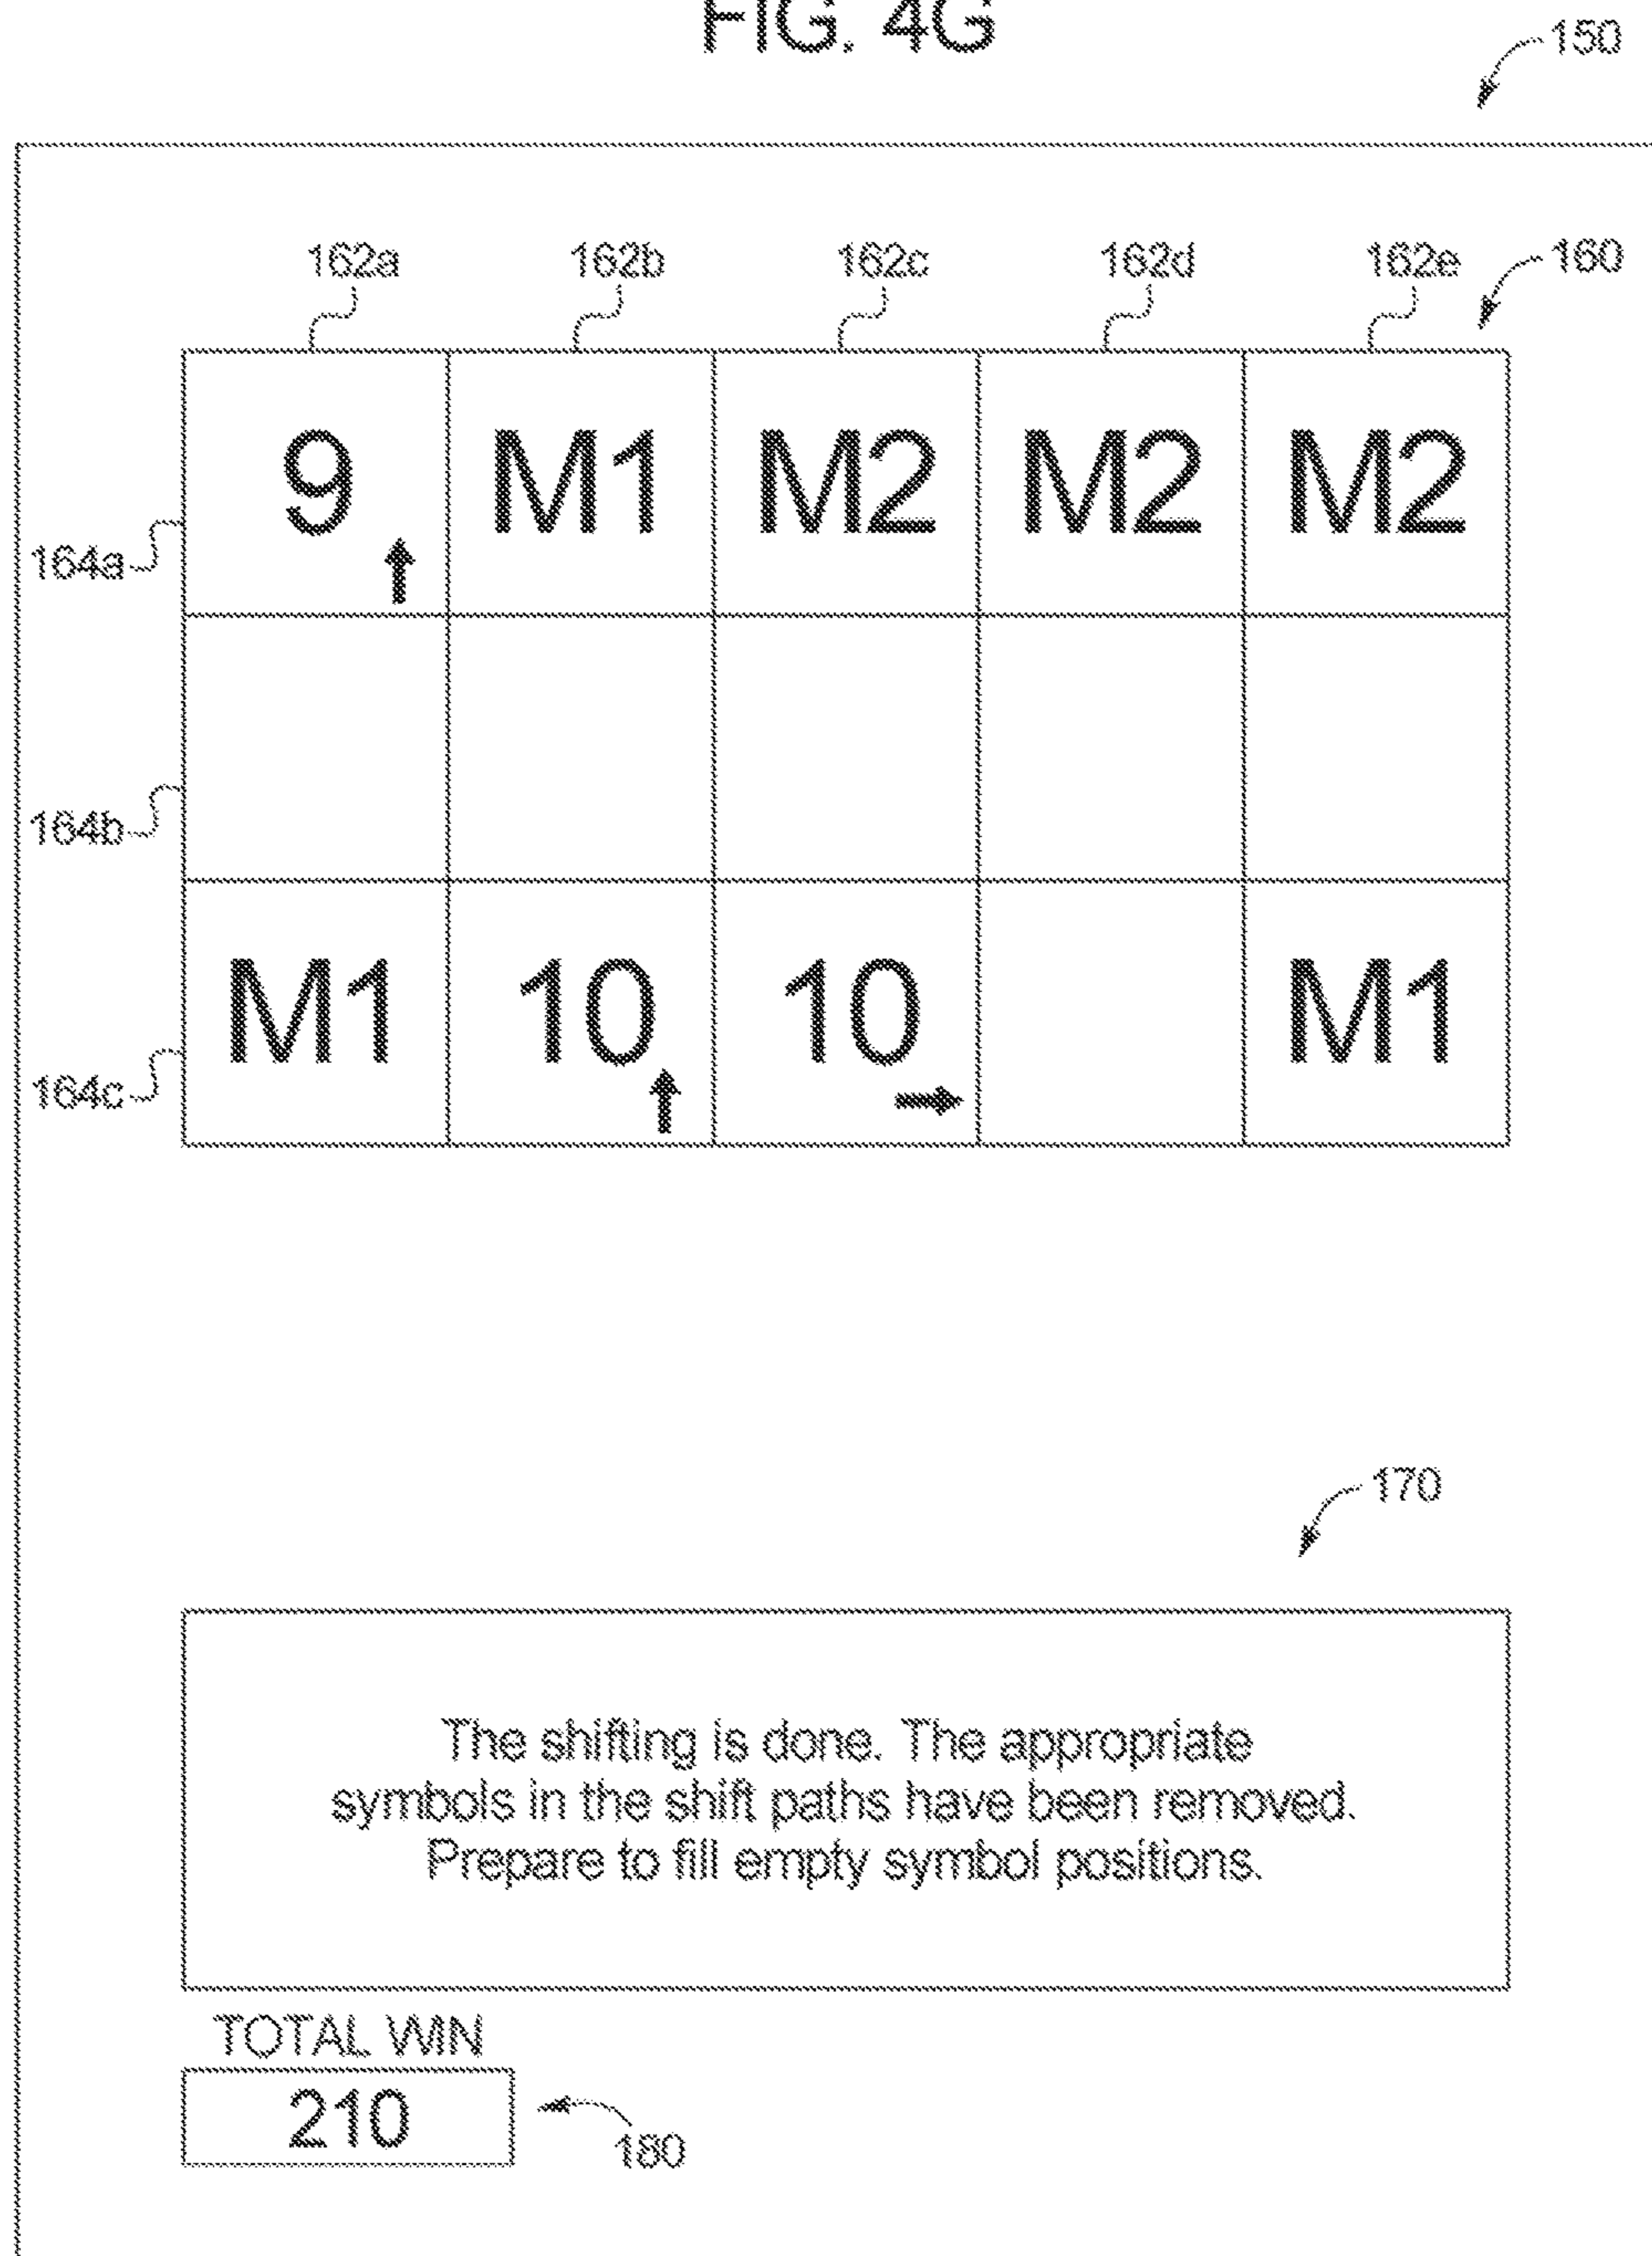 FIG. 4G
150
162a 162b 162c 162d 162e 160
9 M1 M2 M2 M2
164a
164b
M1 10 10 M1
164c
170
The shifting is done. The appropriate
symbols in the shift paths have been removed.
Prepare to fill empty symbol positions.
TOTAL WIN
210
180